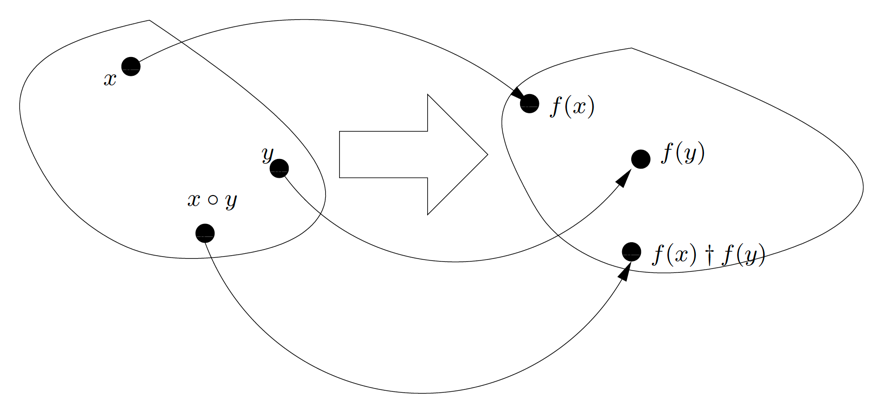 x
f(x)
y
f(y)
x ∘ y
f(x) † f(y)